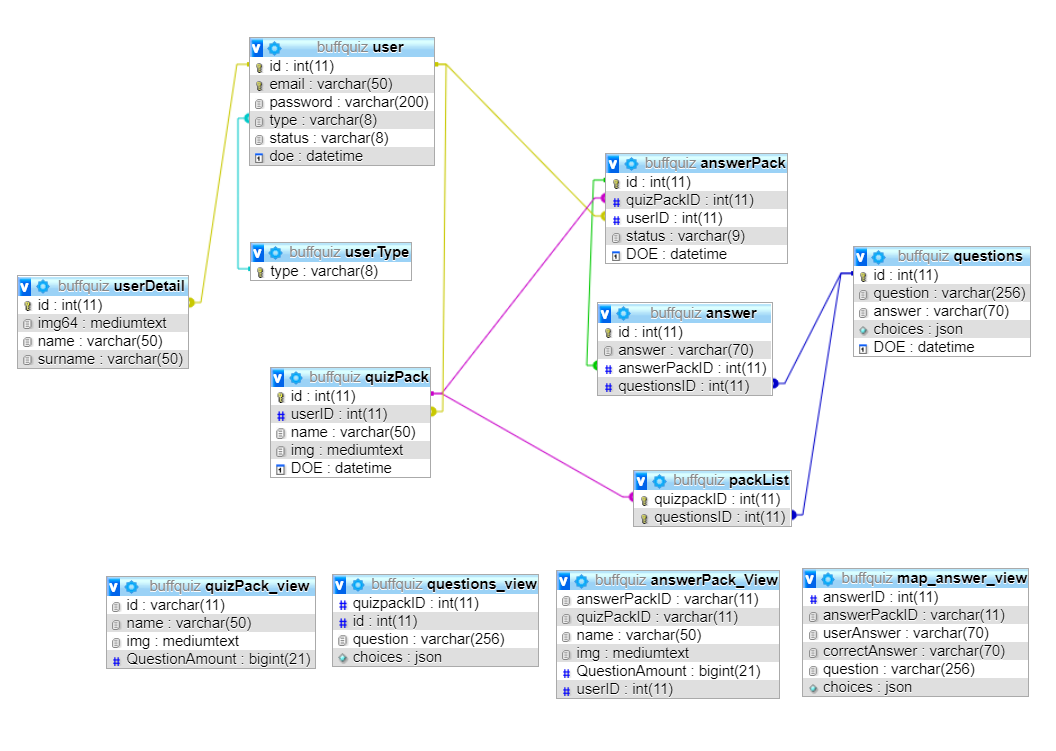 buffquiz user
id : int(11)
email : varchar(50)
password : varchar(200)
type : varchar(8)
status : varchar(8)
doe : datetime
buffquiz answerPack
id : int(11)
quizPackID : int(11)
userID : int(11)
status : varchar(9)
DOE : datetime
buffquiz userType
type : varchar(8)
buffquiz questions
id : int(11)
question : varchar(256)
answer : varchar(70)
choices : json
DOE : datetime
buffquiz userDetail
id : int(11)
img64 : mediumtext
name : varchar(50)
surname : varchar(50)
buffquiz answer
id : int(11)
answer : varchar(70)
answerPackID : int(11)
questionsID : int(11)
buffquiz quizPack
id : int(11)
userID : int(11)
name : varchar(50)
img : mediumtext
DOE : datetime
buffquiz packList
quizpackID : int(11)
questionsID : int(11)
buffquiz quizPack_view
id : varchar(11)
name : varchar(50)
img : mediumtext
QuestionAmount : bigint(21)
buffquiz questions_view
quizpackID : int(11)
id : int(11)
question : varchar(256)
choices : json
buffquiz answerPack_View
answerPackID : varchar(11)
quizPackID : varchar(11)
name : varchar(50)
img : mediumtext
QuestionAmount : bigint(21)
userID : int(11)
buffquiz map_answer_view
answerID : int(11)
answerPackID : varchar(11)
userAnswer : varchar(70)
correctAnswer : varchar(70)
question : varchar(256)
choices : json